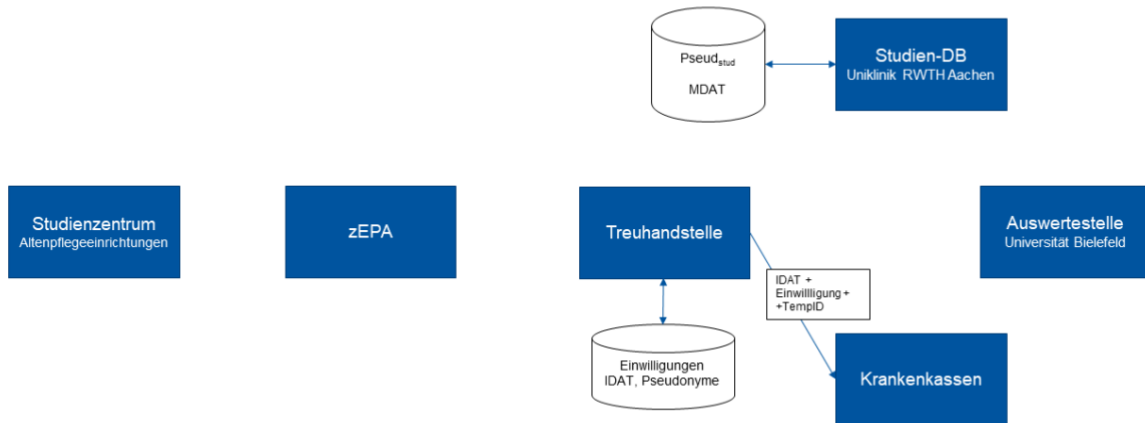 Pseud_stud
MDAT
Studien-DB
Uniklinik RWTH Aachen
Studienzentrum
Altenpflegeeinrichtungen
zEPA
Treuhandstelle
Auswertestelle
Universität Bielefeld
IDAT +
Einwillligung +
+TempID
Einwilligungen
IDAT, Pseudonyme
Krankenkassen